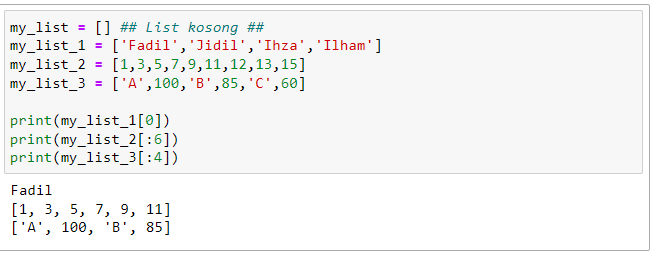 my_list = [] ## List kosong ##
my_list_1 = ['Fadil','Jidil','Ihza','Ilham']
my_list_2 = [1,3,5,7,9,11,12,13,15]
my_list_3 = ['A',100,'B',85,'C',60]
print(my_list_1[0])
print(my_list_2[:6])
print(my_list_3[:4])
Fadil
[1, 3, 5, 7, 9, 11]
['A', 100, 'B', 85]